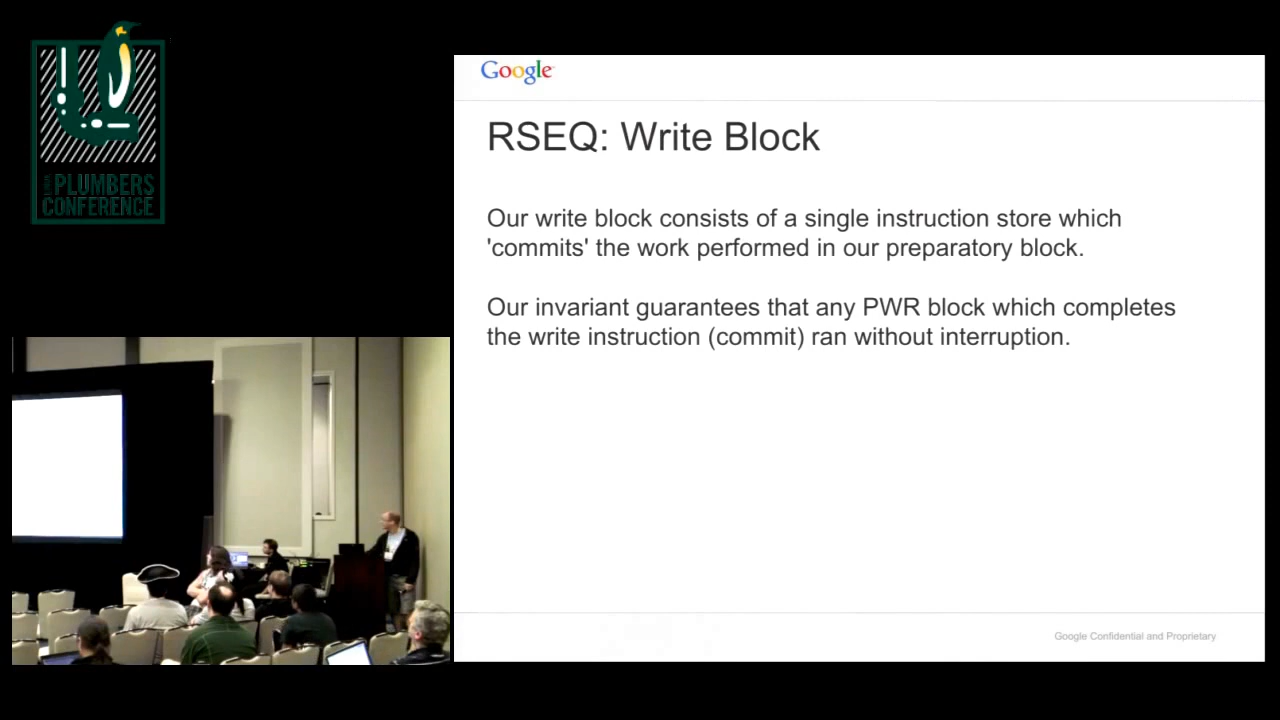 LINUX
PLUMBERS
CONFERENCE
Google
RSEQ: Write Block
Our write block consists of a single instruction store which
'commits' the work performed in our preparatory block.
Our invariant guarantees that any PWR block which completes
the write instruction (commit) ran without interruption.
Google Confidential and Proprietary